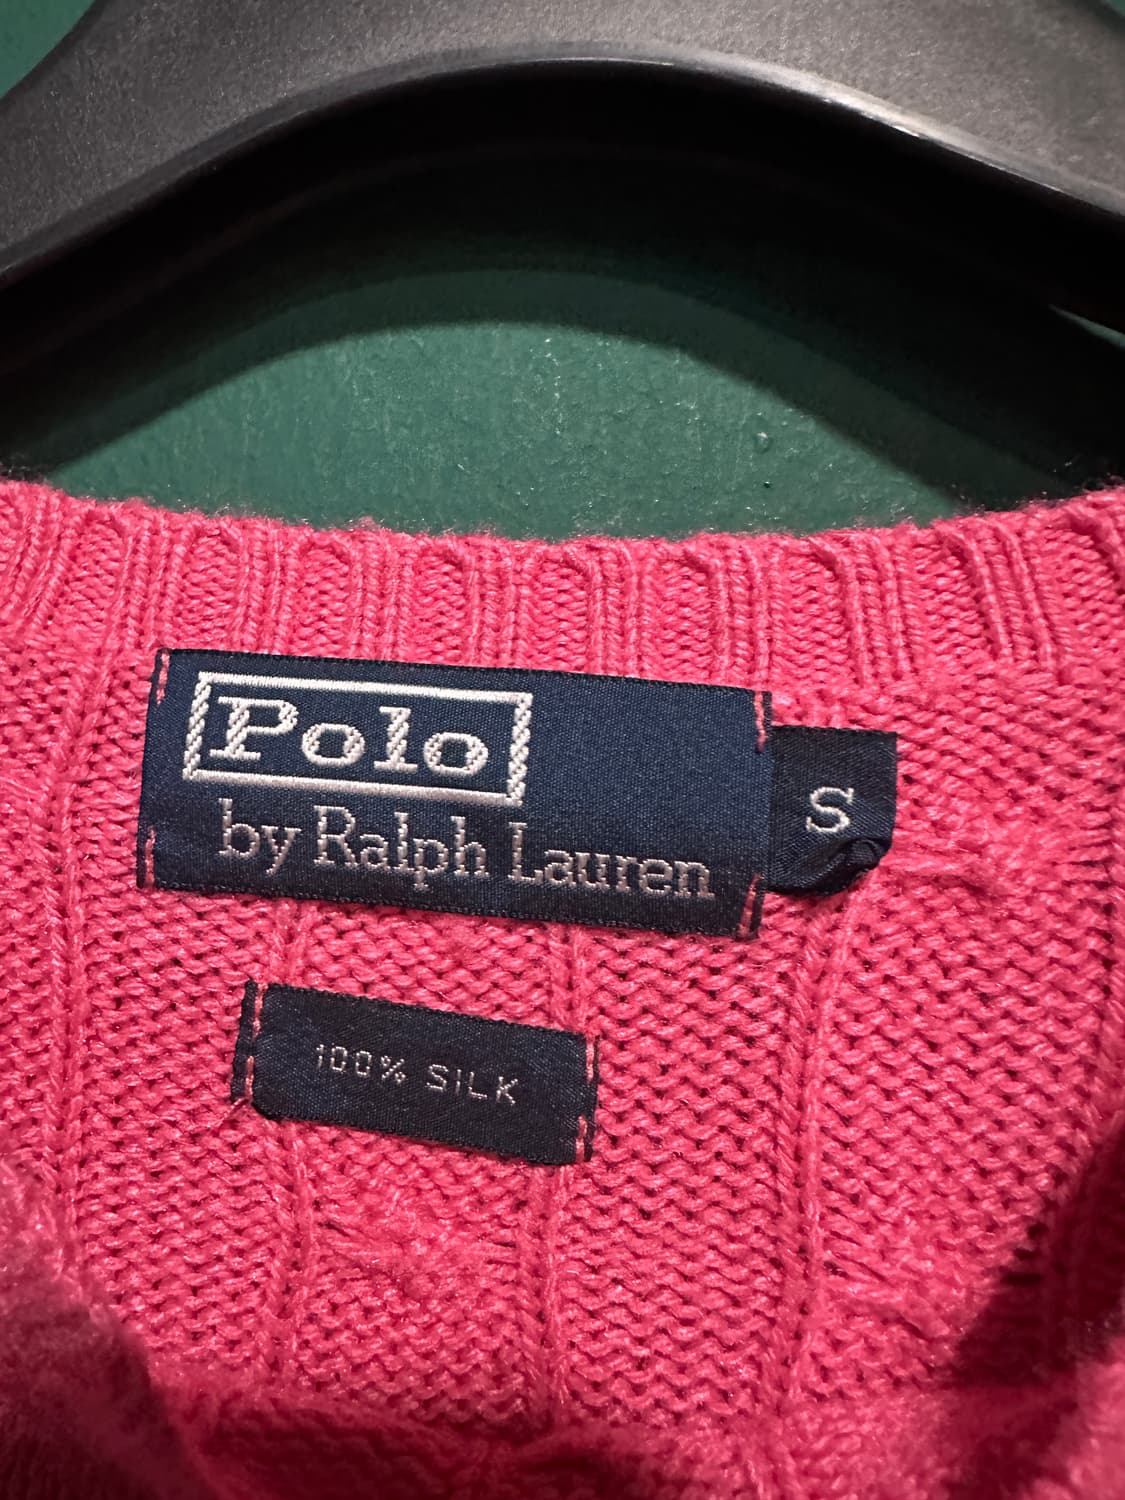 Polo
by Ralph Lauren
S
100% SILK